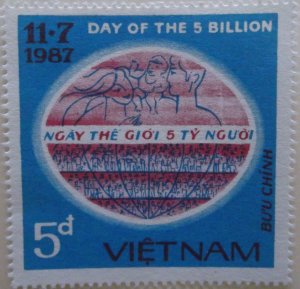 11·7
1987
DAY OF THE 5 BILLION
NGÀY THẾ GIỚI 5 TỶ NGƯỜI
BƯU CHÍNH
5đ
VIỆTNAM